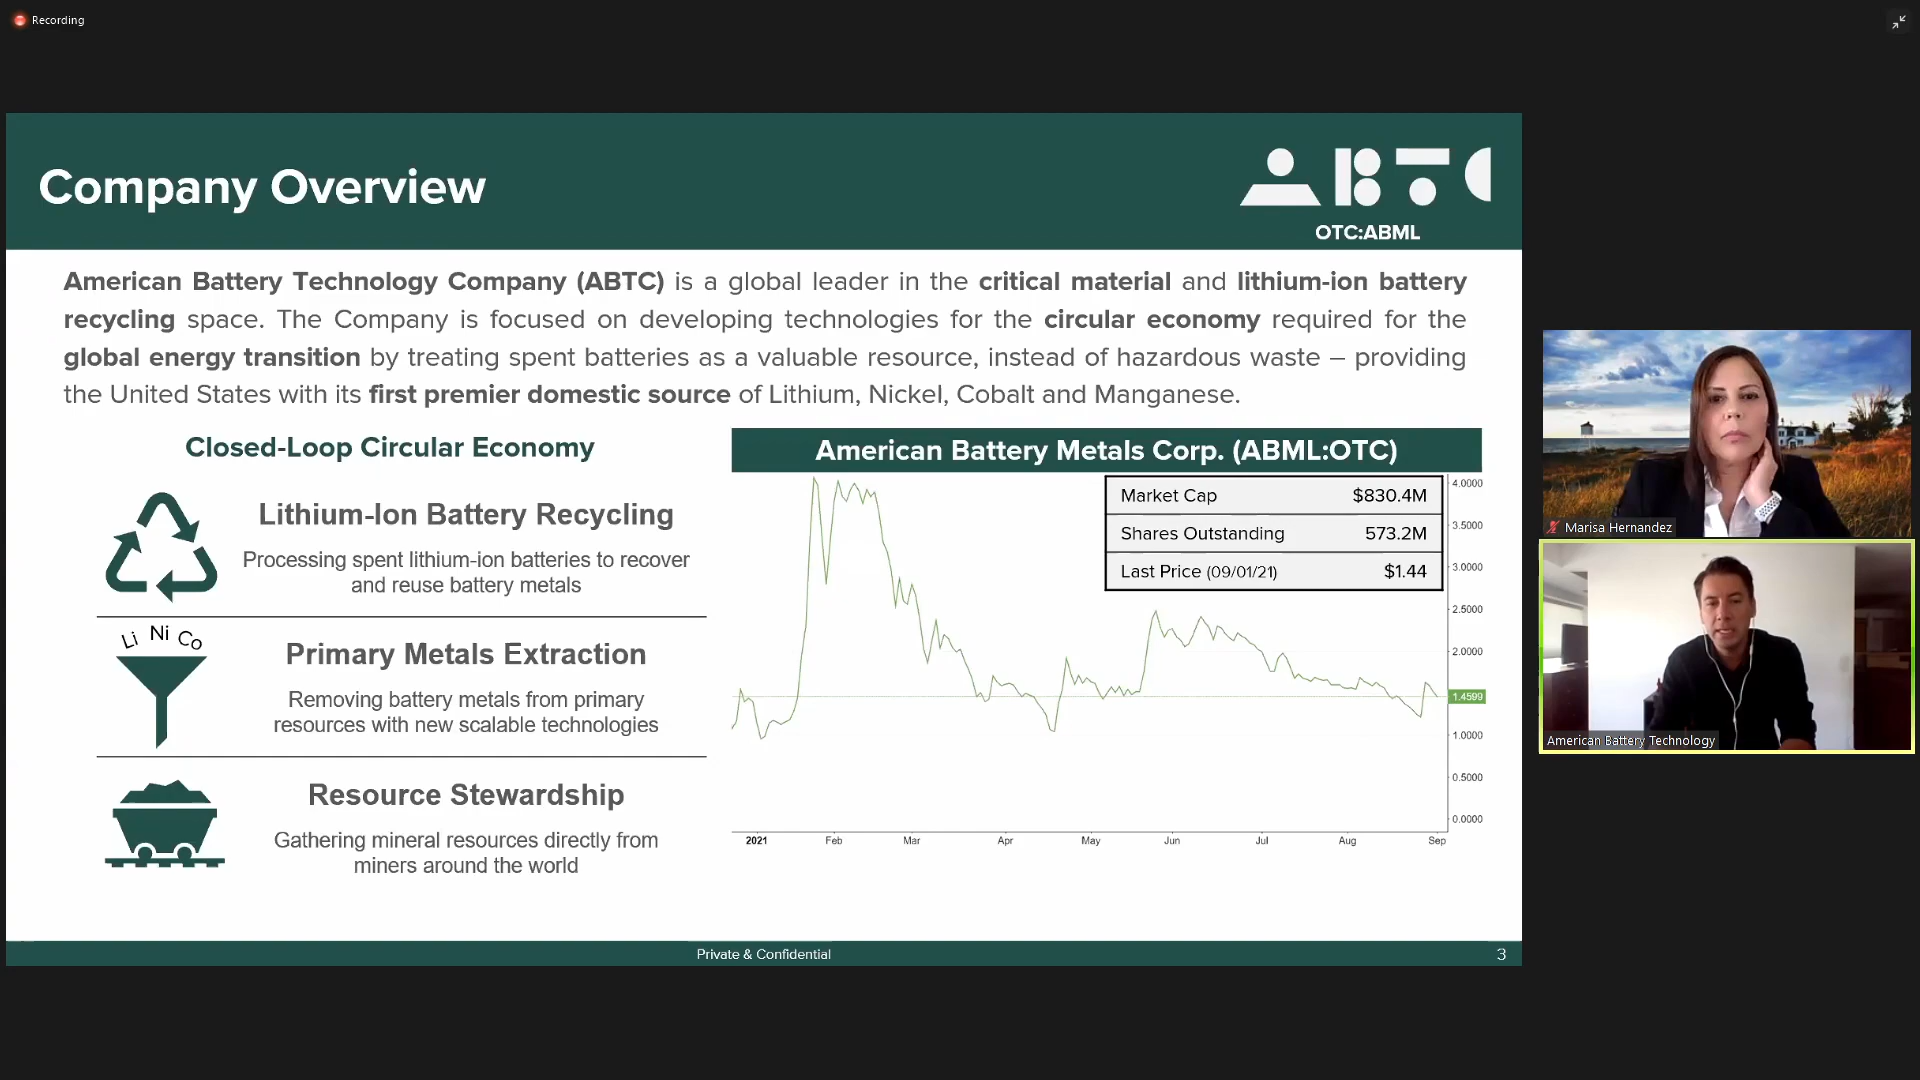 Recording
Company Overview
ABTC
OTC:ABML
American Battery Technology Company (ABTC) is a global leader in the critical material and lithium-ion battery
recycling space. The Company is focused on developing technologies for the circular economy required for the
global energy transition by treating spent batteries as a valuable resource, instead of hazardous waste – providing
the United States with its first premier domestic source of Lithium, Nickel, Cobalt and Manganese.
Closed-Loop Circular Economy
Lithium-Ion Battery Recycling
Processing spent lithium-ion batteries to recover
and reuse battery metals
Li Ni Co
Primary Metals Extraction
Removing battery metals from primary
resources with new scalable technologies
Resource Stewardship
Gathering mineral resources directly from
miners around the world
American Battery Metals Corp. (ABML:OTC)
Market Cap $830.4M
Shares Outstanding 573.2M
Last Price (09/01/21) $1.44
4.0000
3.5000
3.0000
2.5000
2.0000
1.4599
1.0000
0.5000
0.0000
2021 Feb Mar Apr May Jun Jul Aug Sep
Private & Confidential
3
Marisa Hernandez
American Battery Technology